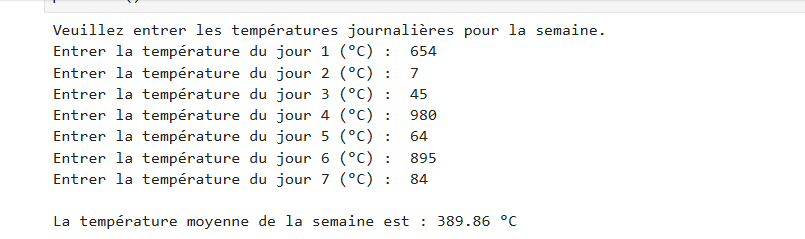 Veuillez entrer les températures journalières pour la semaine.
Entrer la température du jour 1 (°C) :  654
Entrer la température du jour 2 (°C) :  7
Entrer la température du jour 3 (°C) :  45
Entrer la température du jour 4 (°C) :  980
Entrer la température du jour 5 (°C) :  64
Entrer la température du jour 6 (°C) :  895
Entrer la température du jour 7 (°C) :  84
La température moyenne de la semaine est : 389.86 °C